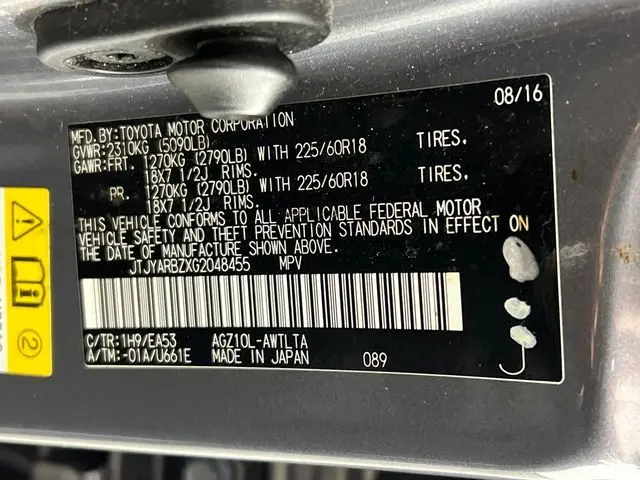 08/16
MFD.BY:TOYOTA MOTOR CORPORATION
GVWR:2310KG (5090LB)
GAWR:FRT. 1270KG (2790LB) WITH 225/60R18 TIRES.
18X7 1/2J RIMS.
RR. 1270KG (2790LB) WITH 225/60R18 TIRES.
18X7 1/2J RIMS.
THIS VEHICLE CONFORMS TO ALL APPLICABLE FEDERAL MOTOR
VEHICLE SAFETY AND THEFT PREVENTION STANDARDS IN EFFECT ON
THE DATE OF MANUFACTURE SHOWN ABOVE.
JTJYARBZXG2048455 MPV
C/TR:1H9/EA53 AGZ10L-AWTLTA
A/TM:-01A/U661E MADE IN JAPAN 089
2